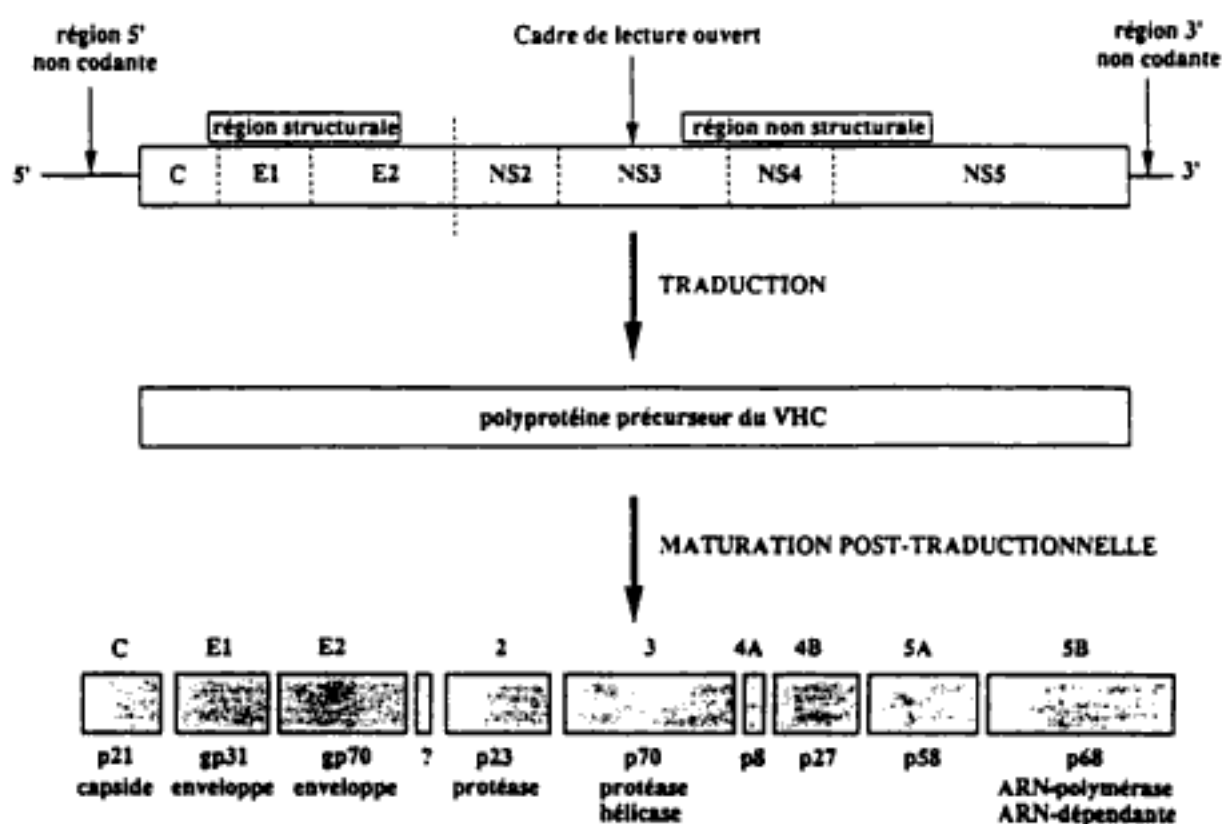 région 5'
non codante
Cadre de lecture ouvert
région 3'
non codante
région structurale
région non structurale
5'
C
E1
E2
NS2
NS3
NS4
NS5
3'
TRADUCTION
polyprotéine précurseur du VHC
MATURATION POST-TRADUCTIONNELLE
C E1 E2 2 3 4A 4B 5A 5B
?
p21 gp31 gp70 p23 p70 p8 p27 p58 p68
capside enveloppe enveloppe protéase protéase ARN-polymérase
hélicase ARN-dépendante